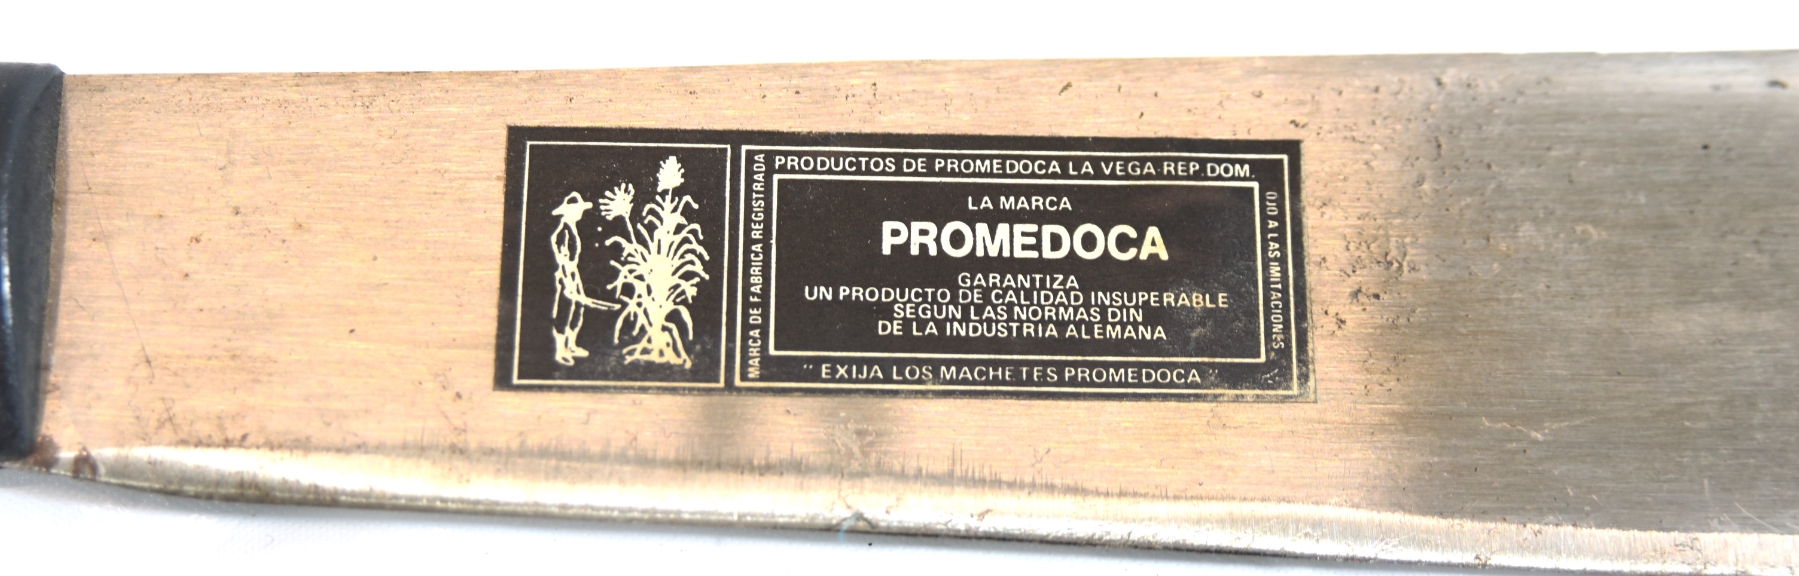 MARCA DE FABRICA REGISTRADA
PRODUCTOS DE PROMEDOCA LA VEGA-REP.DOM.
LA MARCA
PROMEDOCA
GARANTIZA
UN PRODUCTO DE CALIDAD INSUPERABLE
SEGUN LAS NORMAS DIN
DE LA INDUSTRIA ALEMANA
OJO A LAS IMITACIONES
" EXIJA LOS MACHETES PROMEDOCA "